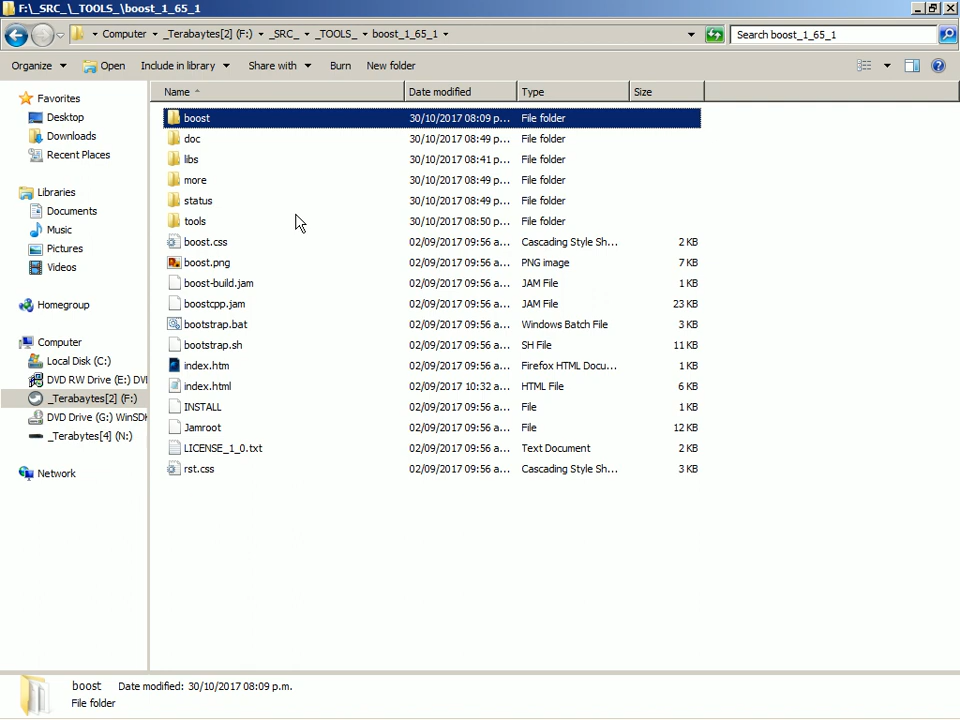 F:\_SRC_\_TOOLS_\boost_1_65_1
Computer _Terabaytes[2] (F:) _SRC_ _TOOLS_ boost_1_65_1
Search boost_1_65_1
Organize Open Include in library Share with Burn New folder
Name Date modified Type Size
Favorites
Desktop
Downloads
Recent Places
Libraries
Documents
Music
Pictures
Videos
Homegroup
Computer
Local Disk (C:)
DVD RW Drive (E:) DVI
_Terabaytes[2] (F:)
DVD Drive (G:) WinSDK
_Terabytes[4] (N:)
Network
boost 30/10/2017 08:09 p... File folder
doc 30/10/2017 08:49 p... File folder
libs 30/10/2017 08:41 p... File folder
more 30/10/2017 08:49 p... File folder
status 30/10/2017 08:49 p... File folder
tools 30/10/2017 08:50 p... File folder
boost.css 02/09/2017 09:56 a... Cascading Style Sh... 2 KB
boost.png 02/09/2017 09:56 a... PNG image 7 KB
boost-build.jam 02/09/2017 09:56 a... JAM File 1 KB
boostcpp.jam 02/09/2017 09:56 a... JAM File 23 KB
bootstrap.bat 02/09/2017 09:56 a... Windows Batch File 3 KB
bootstrap.sh 02/09/2017 09:56 a... SH File 11 KB
index.htm 02/09/2017 09:56 a... Firefox HTML Docu... 1 KB
index.html 02/09/2017 10:32 a... HTML File 6 KB
INSTALL 02/09/2017 09:56 a... File 1 KB
Jamroot 02/09/2017 09:56 a... File 12 KB
LICENSE_1_0.txt 02/09/2017 09:56 a... Text Document 2 KB
rst.css 02/09/2017 09:56 a... Cascading Style Sh... 3 KB
boost Date modified: 30/10/2017 08:09 p.m.
File folder